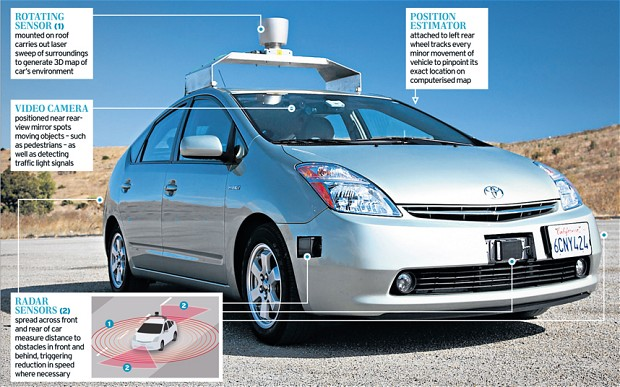 ROTATING
SENSOR (1)
mounted on roof
carries out laser
sweep of surroundings
to generate 3D map of
car's environment
POSITION
ESTIMATOR
attached to left rear
wheel tracks every
minor movement of
vehicle to pinpoint its
exact location on
computerised map
VIDEO CAMERA
positioned near rear-
view mirror spots
moving objects – such
as pedestrians – as
well as detecting
traffic light signals
California
6CNY424
RADAR
SENSORS (2)
spread across front
and rear of car
measure distance to
obstacles in front and
behind, triggering
reduction in speed
where necessary
2
1
2